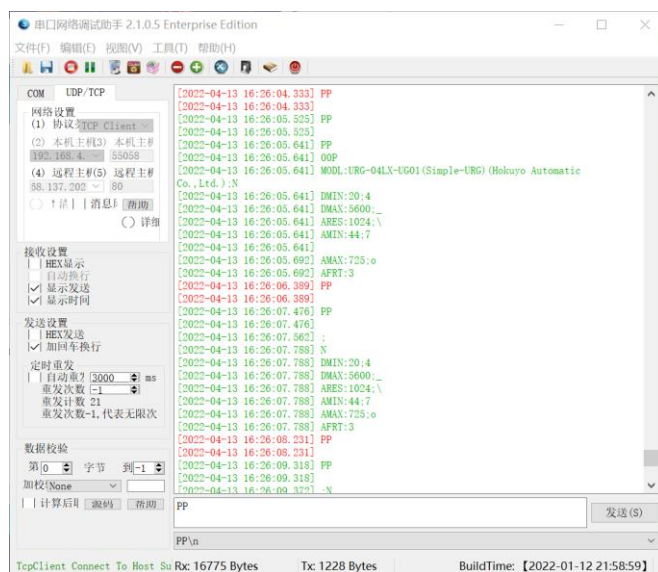 串口网络调试助手 2.1.0.5 Enterprise Edition
文件(F) 编辑(E) 视图(V) 工具(T) 帮助(H)
COM UDP/TCP
网络设置
(1) 协议 TCP Client
(2) 本机主机(3) 本机主机
192.168.4. 55058
(4) 远程主机(5) 远程主机
58.137.202 80
消息 帮助
详细
接收设置
HEX显示
自动换行
显示发送
显示时间
发送设置
HEX发送
加回车换行
定时重发
自动重发 3000 ms
重发次数 -1
重发计数 21
重发次数-1,代表无限次
数据校验
第 0 字节 到 -1
加校 None
计算后 源码 帮助
[2022-04-13 16:26:04.333] PP
[2022-04-13 16:26:04.333]
[2022-04-13 16:26:05.525] PP
[2022-04-13 16:26:05.525]
[2022-04-13 16:26:05.641] PP
[2022-04-13 16:26:05.641] 00P
[2022-04-13 16:26:05.641] MODL:URG-04LX-UG01(Simple-URG)(Hokuyo Automatic
Co.,Ltd.);N
[2022-04-13 16:26:05.641] DMIN:20;4
[2022-04-13 16:26:05.641] DMAX:5600;_
[2022-04-13 16:26:05.641] ARES:1024;\
[2022-04-13 16:26:05.641] AMIN:44;7
[2022-04-13 16:26:05.641]
[2022-04-13 16:26:05.692] AMAX:725;o
[2022-04-13 16:26:05.692] AFRT:3
[2022-04-13 16:26:06.389] PP
[2022-04-13 16:26:06.389]
[2022-04-13 16:26:07.476] PP
[2022-04-13 16:26:07.476]
[2022-04-13 16:26:07.562] ;
[2022-04-13 16:26:07.788] N
[2022-04-13 16:26:07.788] DMIN:20;4
[2022-04-13 16:26:07.788] DMAX:5600;_
[2022-04-13 16:26:07.788] ARES:1024;\
[2022-04-13 16:26:07.788] AMIN:44;7
[2022-04-13 16:26:07.788] AMAX:725;o
[2022-04-13 16:26:07.788] AFRT:3
[2022-04-13 16:26:08.231] PP
[2022-04-13 16:26:08.231]
[2022-04-13 16:26:09.318] PP
[2022-04-13 16:26:09.318]
[2022-04-13 16:26:09.372] ;N
PP
发送(S)
PP\n
TcpClient Connect To Host Su Rx: 16775 Bytes Tx: 1228 Bytes BuildTime:【2022-01-12 21:58:59】